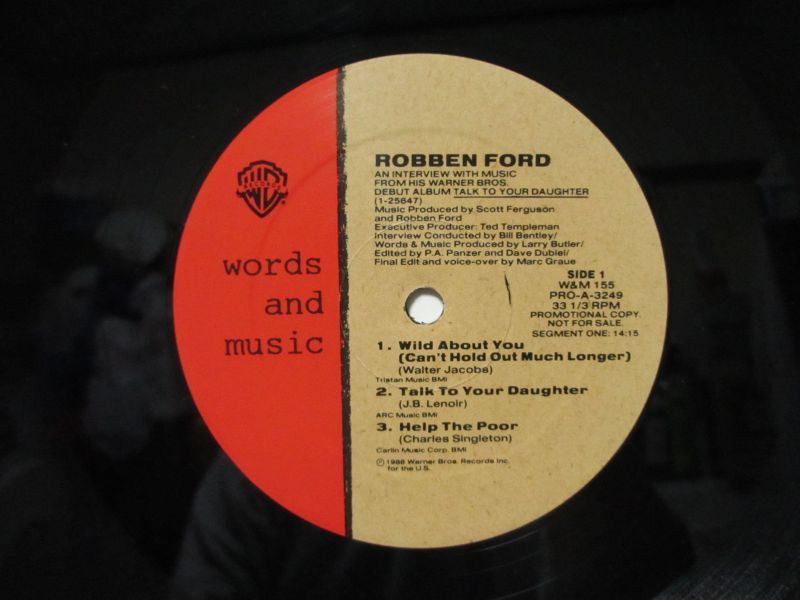 WB
RECORDS
words
and
music
ROBBEN FORD
AN INTERVIEW WITH MUSIC
FROM HIS WARNER BROS.
DEBUT ALBUM TALK TO YOUR DAUGHTER
(1-25647)
Music Produced by Scott Ferguson
and Robben Ford
Executive Producer: Ted Templeman
Interview Conducted by Bill Bentley/
Words & Music Produced by Larry Butler/
Edited by P.A. Panzer and Dave Dubiel/
Final Edit and voice-over by Marc Graue
SIDE 1
W&M 155
PRO-A-3249
33 1/3 RPM
PROMOTIONAL COPY.
NOT FOR SALE.
SEGMENT ONE: 14:15
1. Wild About You
(Can't Hold Out Much Longer)
(Walter Jacobs)
Tristan Music BMI
2. Talk To Your Daughter
(J.B. Lenoir)
ARC Music BMI
3. Help The Poor
(Charles Singleton)
Carlin Music Corp. BMI
℗ 1988 Warner Bros. Records Inc.
for the U.S.